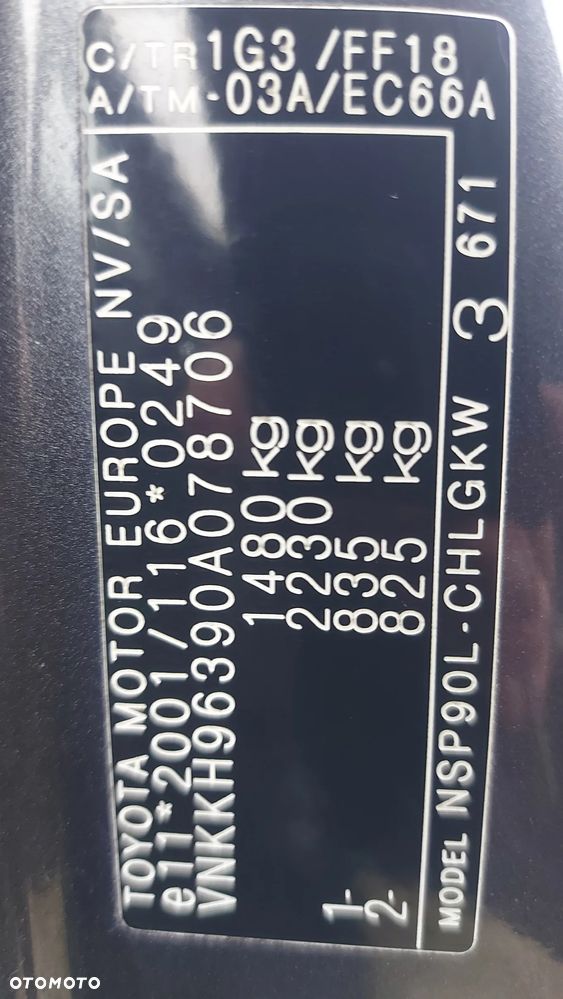 TOYOTA MOTOR EUROPE NV/SA
e11*2001/116*0249
VNKKH96390A078706
1480 kg
2230 kg
1- 835 kg
2- 825 kg
MODEL NSP90L-CHLGKW 3 671
C/TR 1G3 /FF18
A/TM -03A/EC66A
OTOMOTO